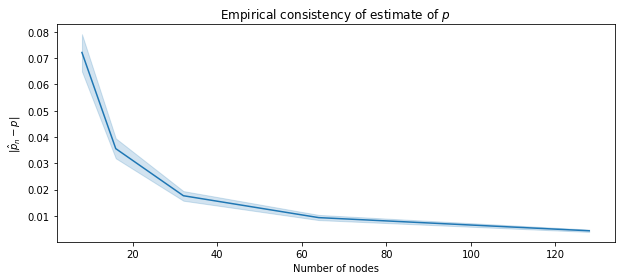 Empirical consistency of estimate of p
0.08
0.07
0.06
0.05
0.04
0.03
0.02
0.01
|p̂ₙ − p|
20 40 60 80 100 120
Number of nodes